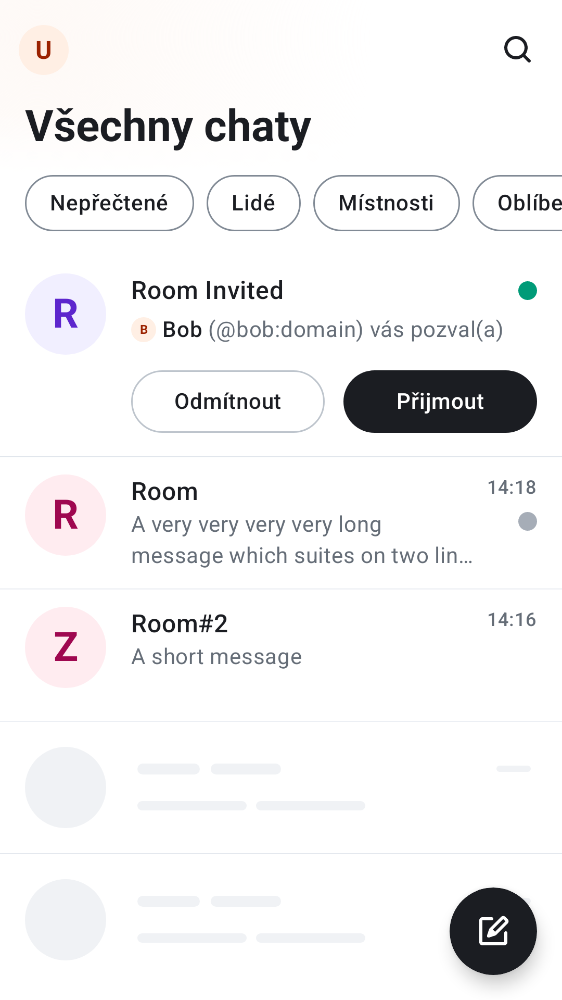 U
Všechny chaty
Nepřečtené Lidé Místnosti Oblíbe
R
Room Invited
B Bob (@bob:domain) vás pozval(a)
Odmítnout Přijmout
R
Room 14:18
A very very very very long
message which suites on two lin…
Z
Room#2 14:16
A short message